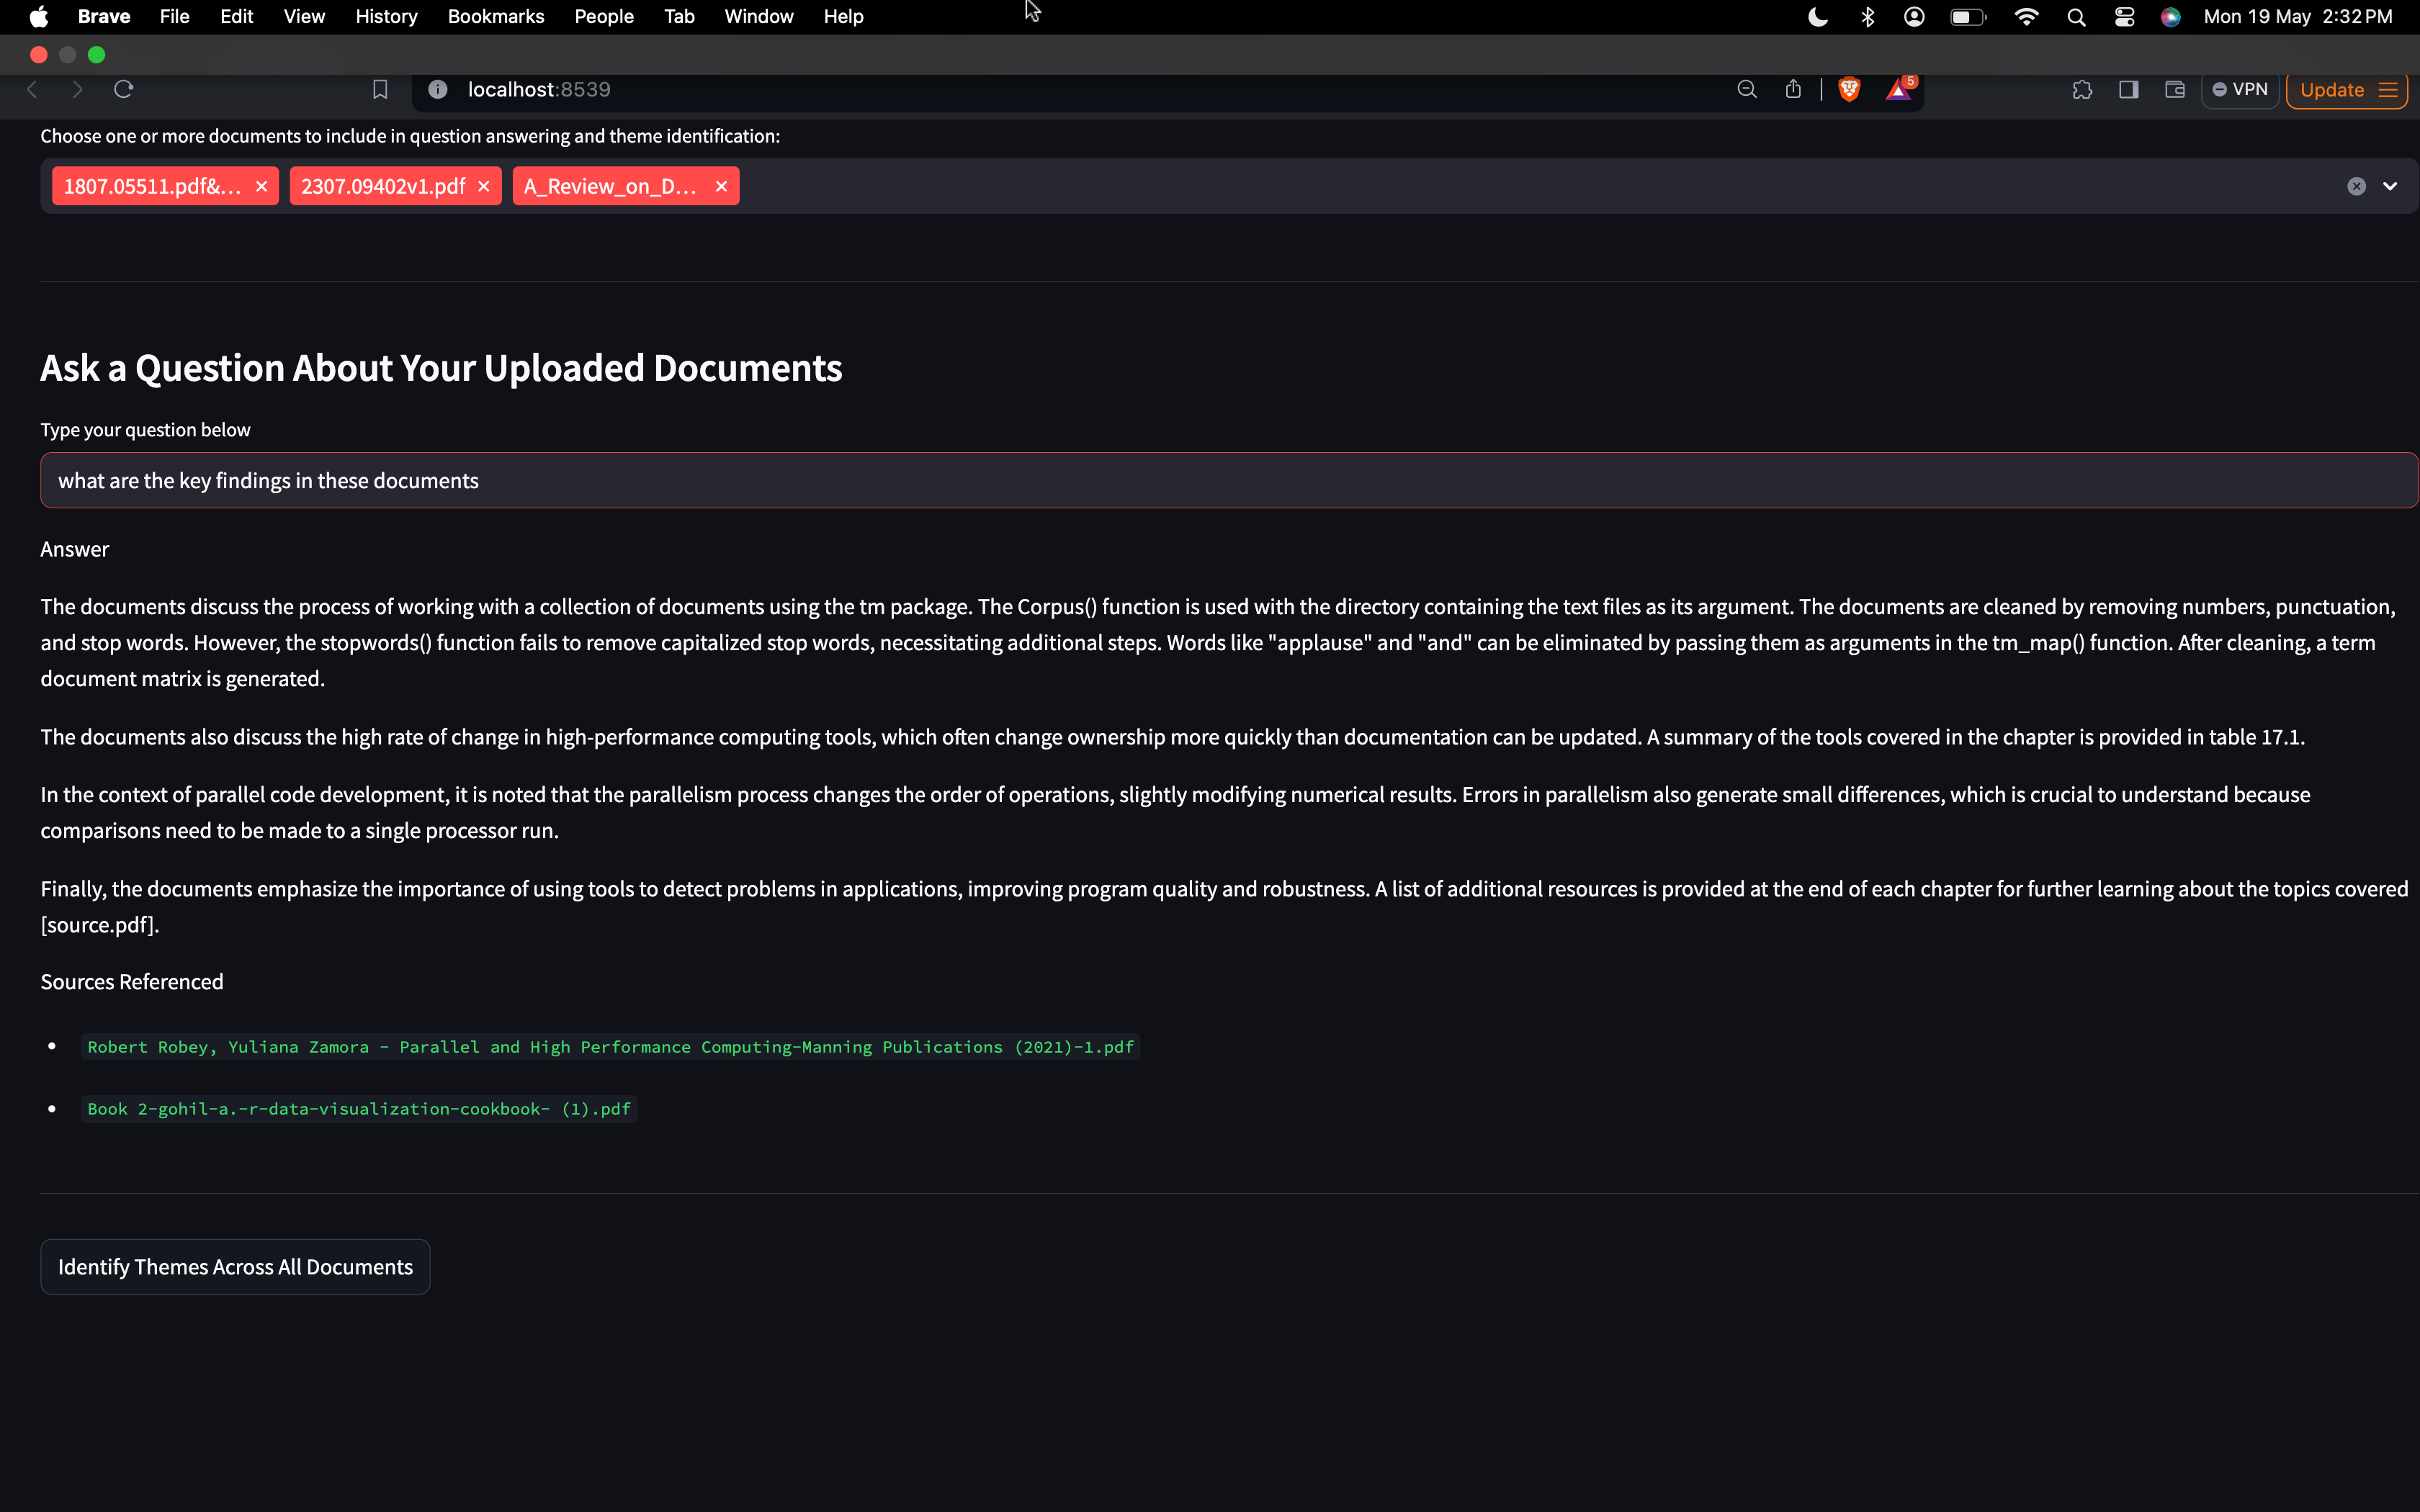 Brave File Edit View History Bookmarks People Tab Window Help Mon 19 May 2:32 PM
localhost:8539 5 VPN Update
Choose one or more documents to include in question answering and theme identification:
1807.05511.pdf&... × 2307.09402v1.pdf × A_Review_on_D... ×
Ask a Question About Your Uploaded Documents
Type your question below
what are the key findings in these documents
Answer
The documents discuss the process of working with a collection of documents using the tm package. The Corpus() function is used with the directory containing the text files as its argument. The documents are cleaned by removing numbers, punctuation,
and stop words. However, the stopwords() function fails to remove capitalized stop words, necessitating additional steps. Words like "applause" and "and" can be eliminated by passing them as arguments in the tm_map() function. After cleaning, a term
document matrix is generated.
The documents also discuss the high rate of change in high-performance computing tools, which often change ownership more quickly than documentation can be updated. A summary of the tools covered in the chapter is provided in table 17.1.
In the context of parallel code development, it is noted that the parallelism process changes the order of operations, slightly modifying numerical results. Errors in parallelism also generate small differences, which is crucial to understand because
comparisons need to be made to a single processor run.
Finally, the documents emphasize the importance of using tools to detect problems in applications, improving program quality and robustness. A list of additional resources is provided at the end of each chapter for further learning about the topics covered
[source.pdf].
Sources Referenced
• Robert Robey, Yuliana Zamora - Parallel and High Performance Computing-Manning Publications (2021)-1.pdf
• Book 2-gohil-a.-r-data-visualization-cookbook- (1).pdf
Identify Themes Across All Documents